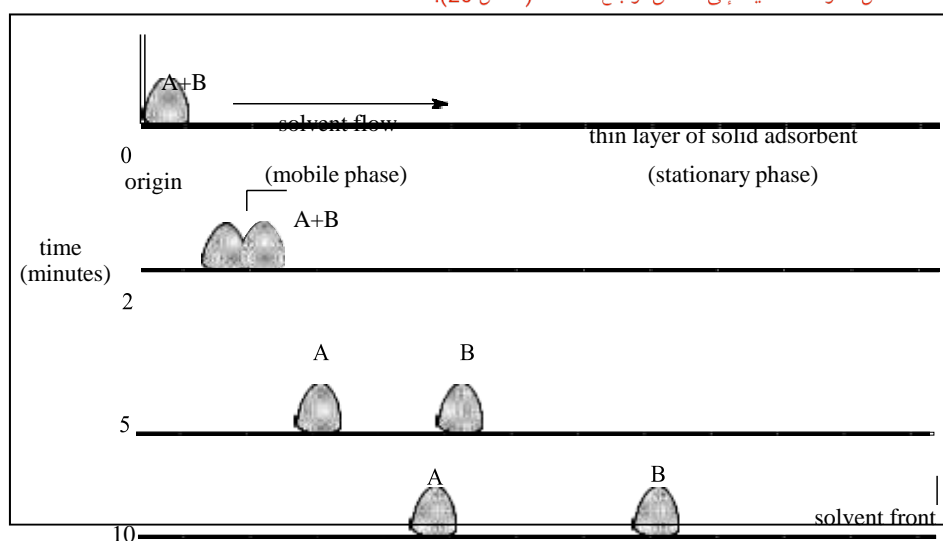 A+B
solvent flow
thin layer of solid adsorbent
0
origin
(mobile phase)
(stationary phase)
A+B
time
(minutes)
2
A B
5
A B
solvent front
10